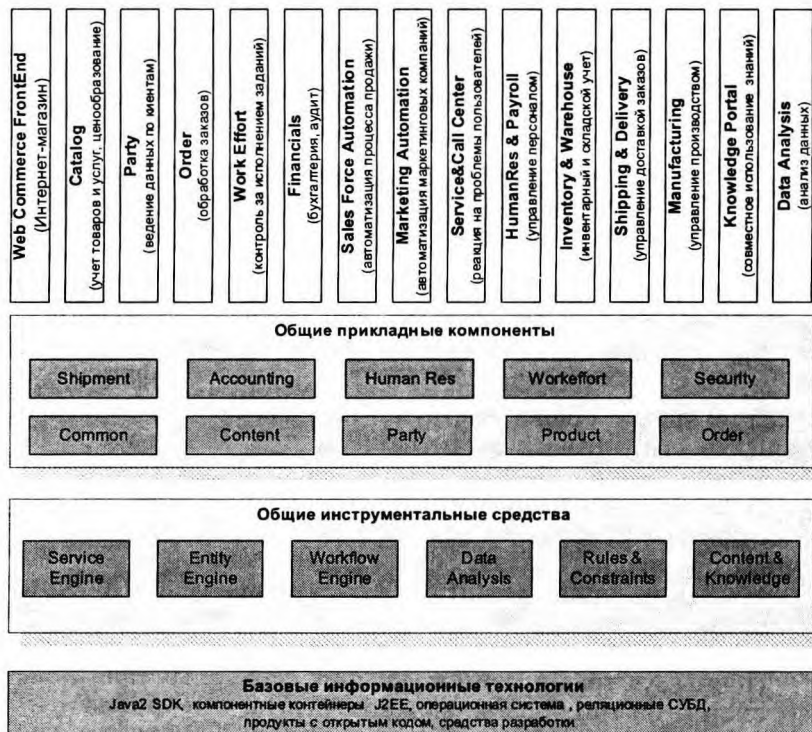 Web Commerce FrontEnd
(Интернет-магазин)
Catalog
(учет товаров и услуг, ценообразование)
Party
(ведение данных по киентам)
Order
(обработка заказов)
Work Effort
(контроль за исполнением заданий)
Financials
(бухгалтерия, аудит)
Sales Force Automation
(автоматизация процесса продажи)
Marketing Automation
(автоматизация маркетинговых компаний)
Service&Call Center
(реакция на проблемы пользователей)
HumanRes & Payroll
(управление персоналом)
Inventory & Warehouse
(инвентарный и складской учет)
Shipping & Delivery
(управление доставкой заказов)
Manufacturing
(управление производством)
Knowledge Portal
(совместное использование знаний)
Data Analysis
(анализ данных)
Общие прикладные компоненты
Shipment Accounting Human Res Workeffort Security
Common Content Party Product Order
Общие инструментальные средства
Service Entify Workflow Data Rules & Content &
Engine Engine Engine Analysis Constraints Knowledge
Базовые информационные технологии
Java2 SDK, компонентные контейнеры J2EE, операционная система , реляционные СУБД,
продукты с открытым кодом, средства разработки